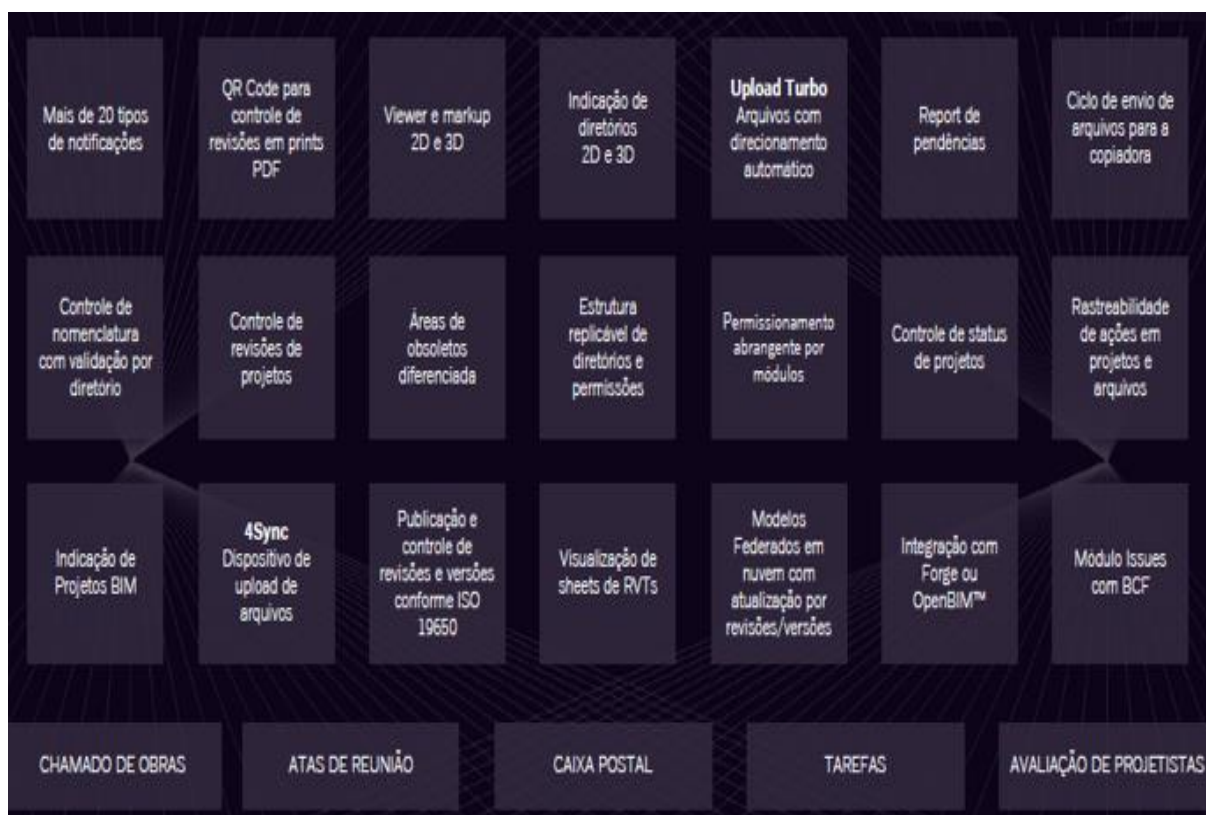 Mais de 20 tipos
de notificações
QR Code para
controle de
revisões em prints
PDF
Viewer e markup
2D e 3D
Indicação de
diretórios
2D e 3D
Upload Turbo
Arquivos com
direcionamento
automático
Report de
pendências
Ciclo de envio de
arquivos para a
copiadora
Controle de
nomenclatura
com validação por
diretório
Controle de
revisões de
projetos
Áreas de
obsoletos
diferenciada
Estrutura
replicável de
diretórios e
permissões
Permissionamento
abrangente por
módulos
Controle de status
de projetos
Rastreabilidade
de ações em
projetos e
arquivos
Indicação de
Projetos BIM
4Sync
Dispositivo de
upload de
arquivos
Publicação e
controle de
revisões e versões
conforme ISO
19650
Visualização de
sheets de RVTs
Modelos
Federados em
nuvem com
atualização por
revisões/versões
Integração com
Forge ou
OpenBIM™
Módulo Issues
com BCF
CHAMADO DE OBRAS
ATAS DE REUNIÃO
CAIXA POSTAL
TAREFAS
AVALIAÇÃO DE PROJETISTAS